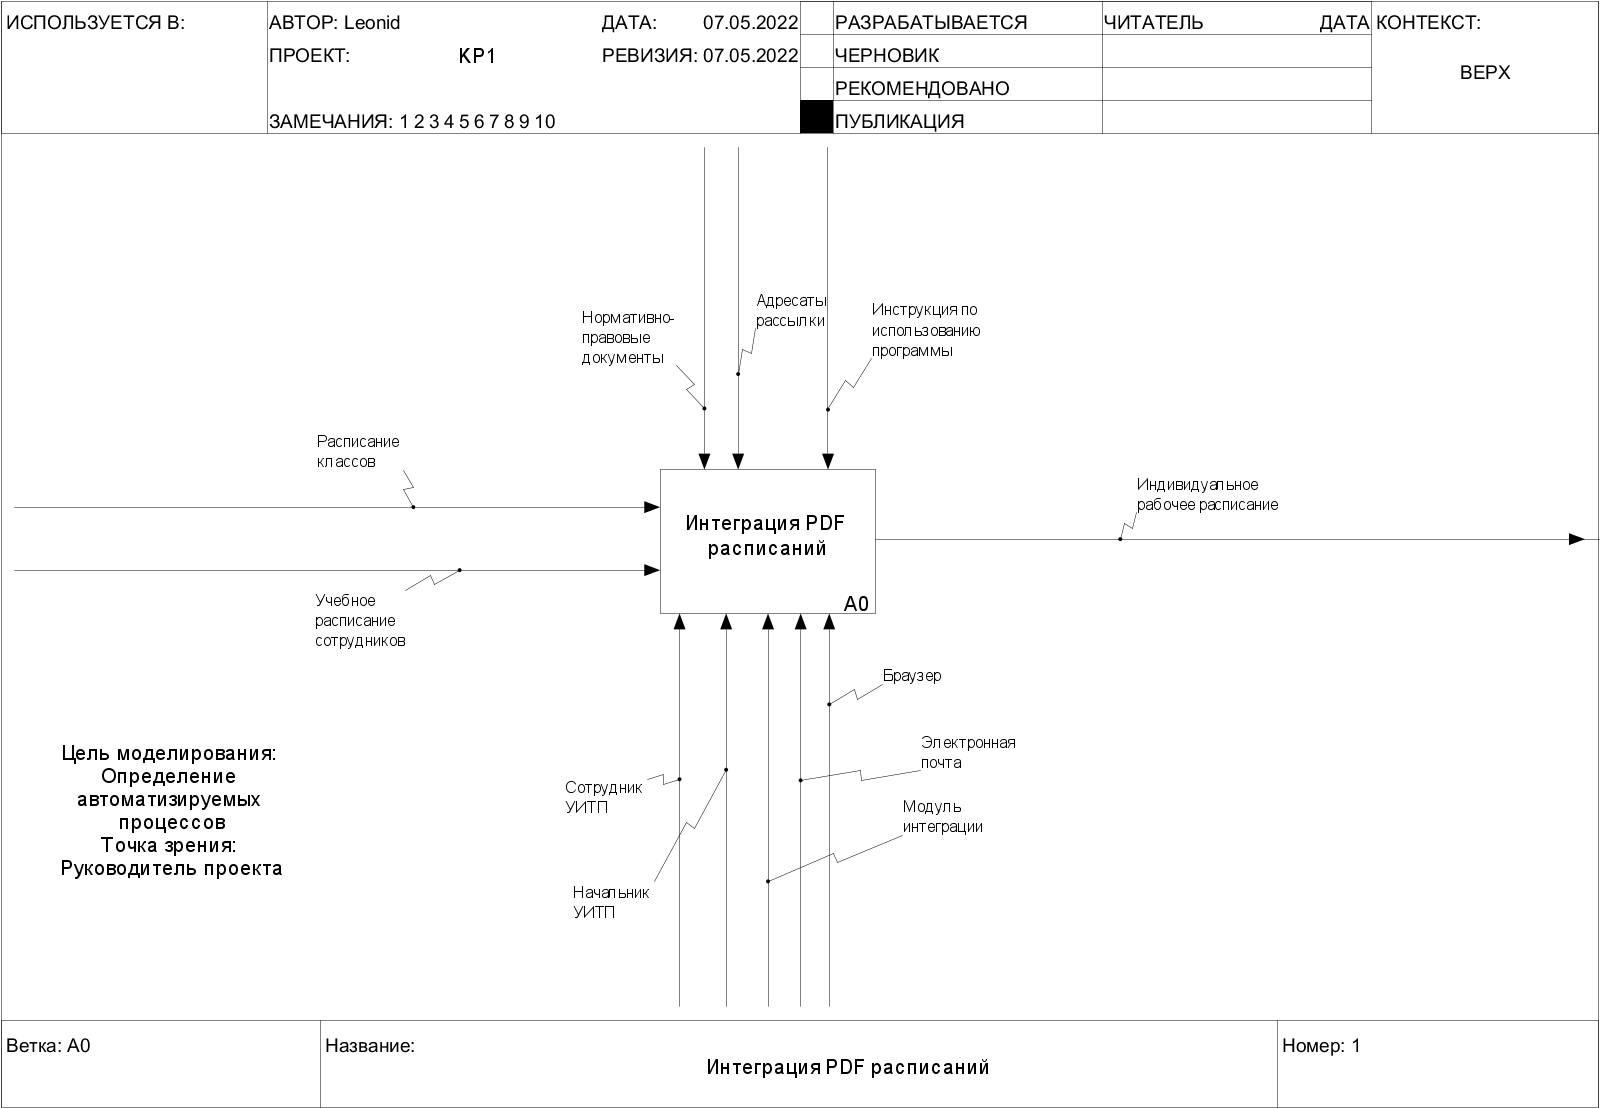 ИСПОЛЬЗУЕТСЯ В:
АВТОР: Leonid
ДАТА: 07.05.2022
ПРОЕКТ: КР1
РЕВИЗИЯ: 07.05.2022
ЗАМЕЧАНИЯ: 1 2 3 4 5 6 7 8 9 10
РАЗРАБАТЫВАЕТСЯ
ЧЕРНОВИК
РЕКОМЕНДОВАНО
ПУБЛИКАЦИЯ
ЧИТАТЕЛЬ
ДАТА
КОНТЕКСТ:
ВЕРХ
Нормативно-
правовые
документы
Адресаты
рассылки
Инструкция по
использованию
программы
Расписание
классов
Учебное
расписание
сотрудников
Интеграция PDF
расписаний
A0
Индивидуальное
рабочее расписание
Браузер
Электронная
почта
Модуль
интеграции
Сотрудник
УИТП
Начальник
УИТП
Цель моделирования:
Определение
автоматизируемых
процессов
Точка зрения:
Руководитель проекта
Ветка: A0
Название:
Интеграция PDF расписаний
Номер: 1